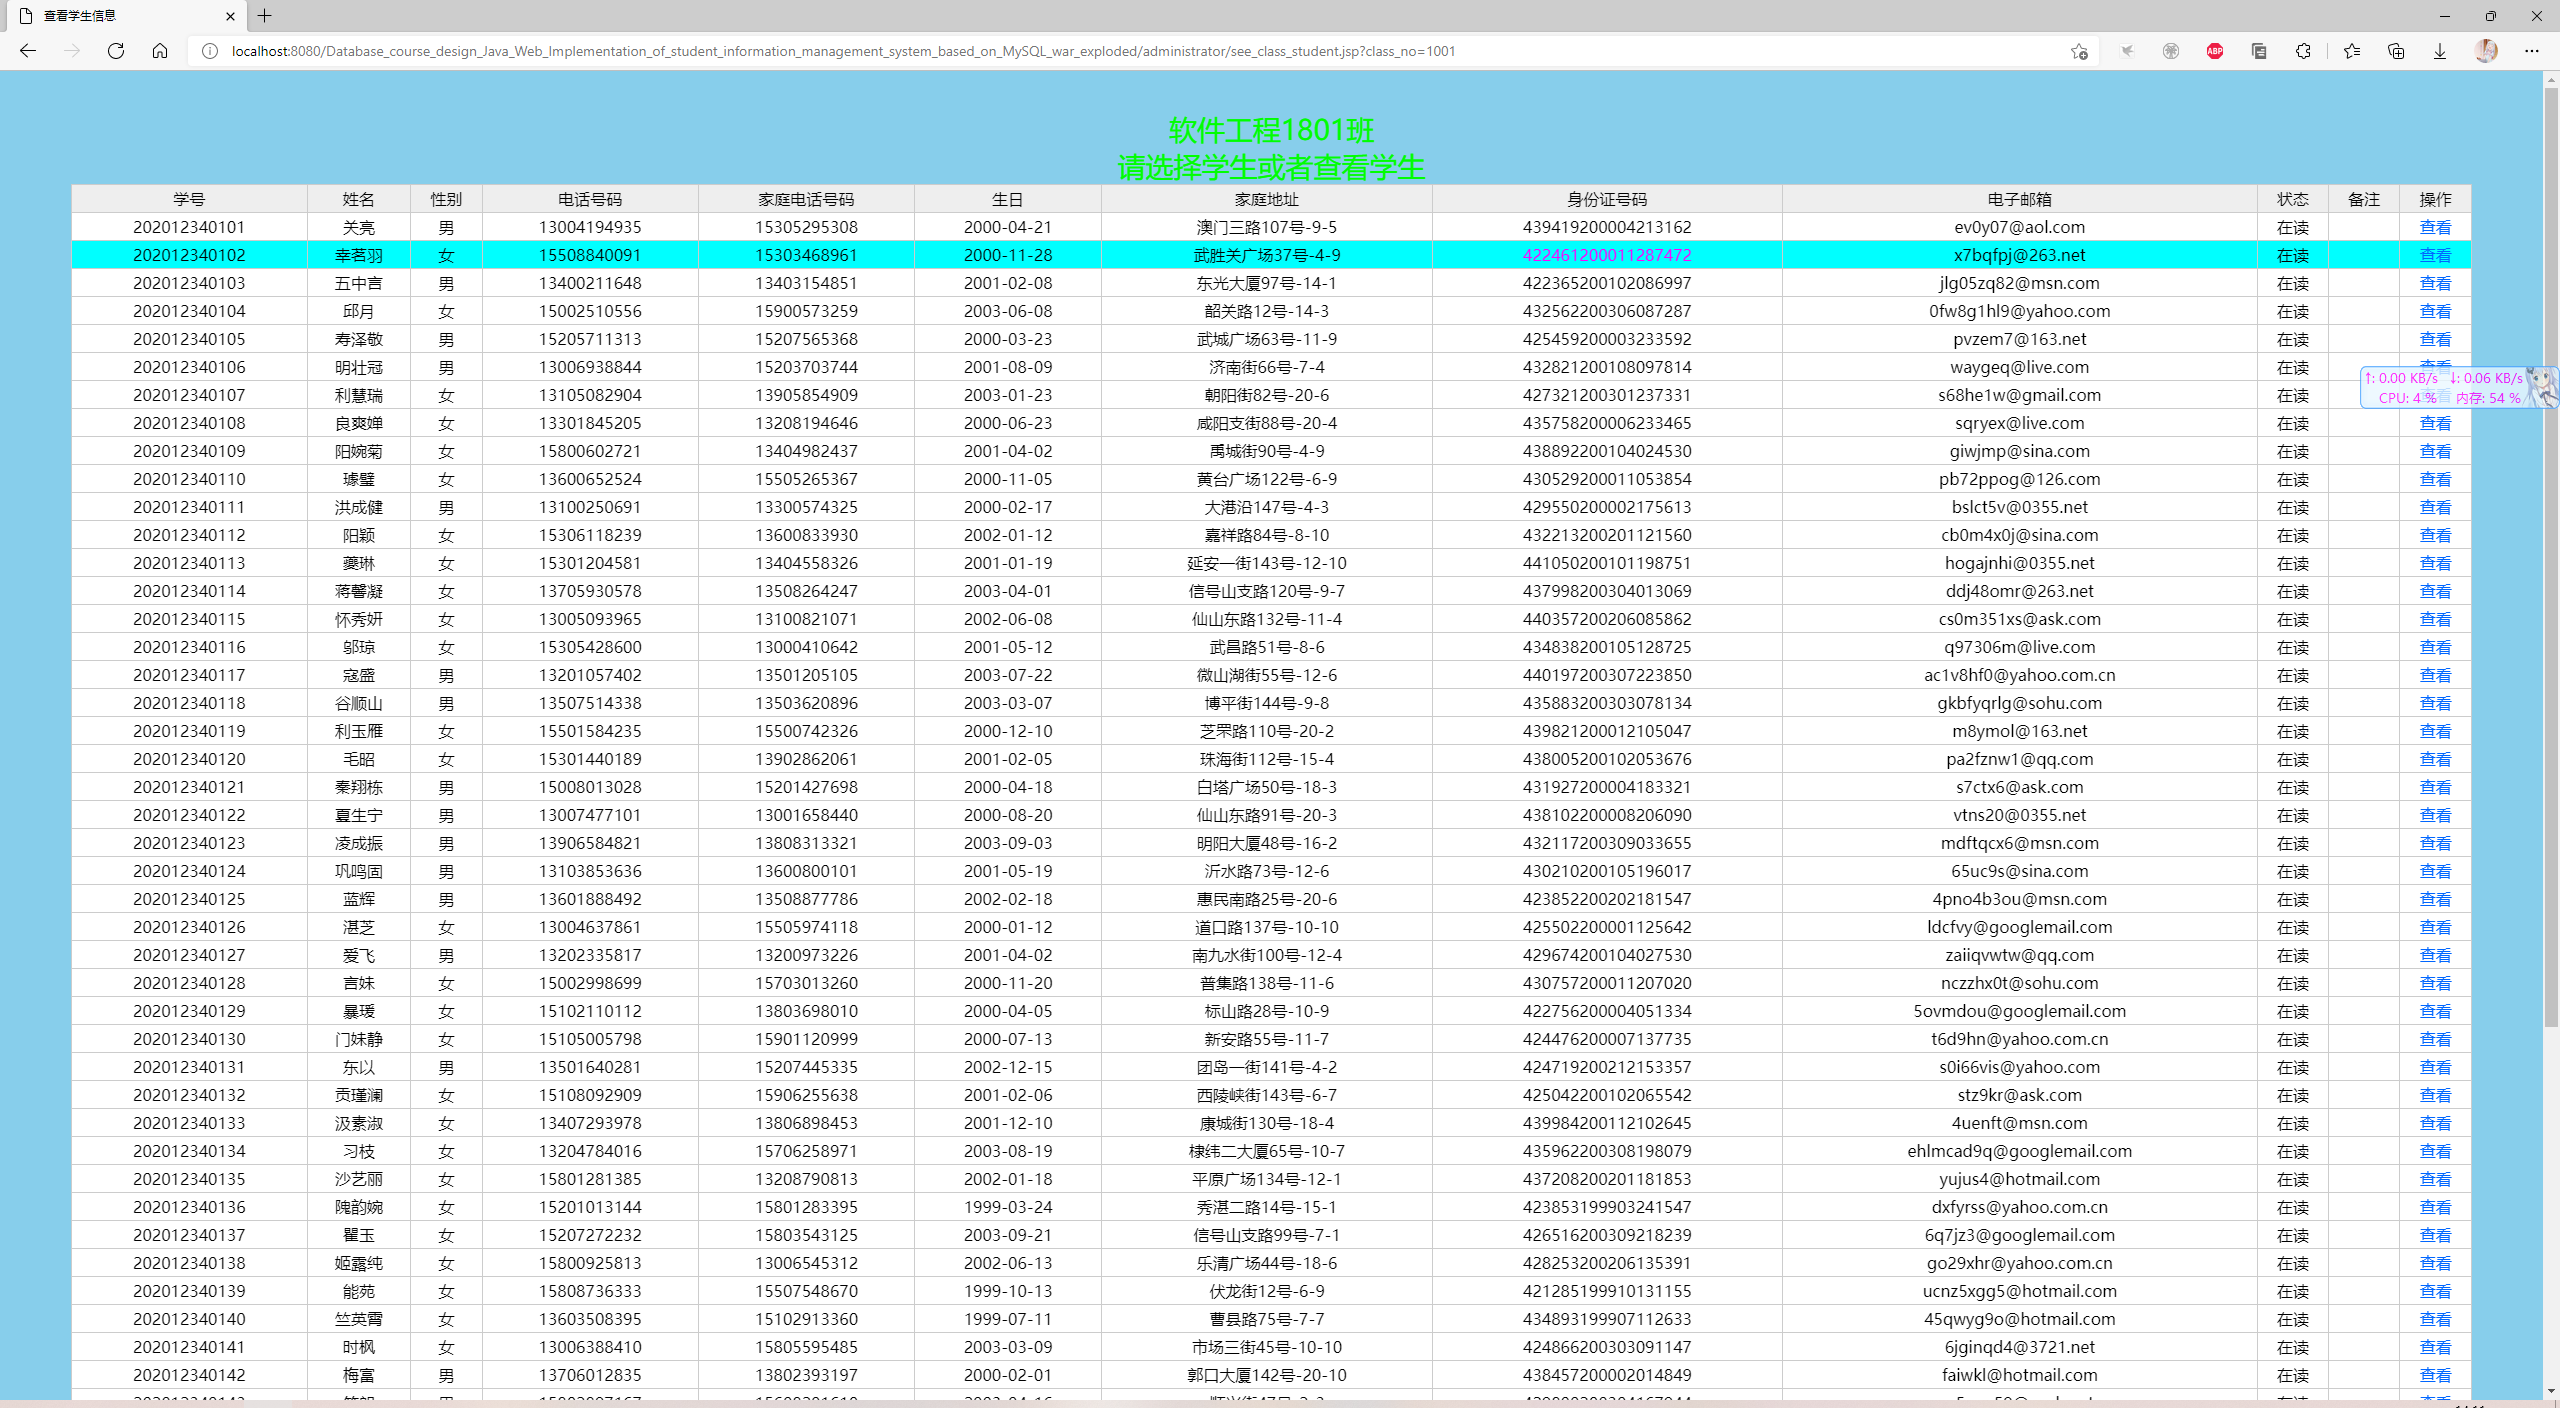 查看学生信息
localhost:8080/Database_course_design_Java_Web_Implementation_of_student_information_management_system_based_on_MySQL_war_exploded/administrator/see_class_student.jsp?class_no=1001
ABP
软件工程1801班
请选择学生或者查看学生
学号 姓名 性别 电话号码 家庭电话号码 生日 家庭地址 身份证号码 电子邮箱 状态 备注 操作
202012340101 关亮 男 13004194935 15305295308 2000-04-21 澳门三路107号-9-5 439419200004213162 ev0y07@aol.com 在读 查看
202012340102 幸茗羽 女 15508840091 15303468961 2000-11-28 武胜关广场37号-4-9 422461200011287472 x7bqfpj@263.net 在读 查看
202012340103 五中言 男 13400211648 13403154851 2001-02-08 东光大厦97号-14-1 422365200102086997 jlg05zq82@msn.com 在读 查看
202012340104 邱月 女 15002510556 15900573259 2003-06-08 韶关路12号-14-3 432562200306087287 0fw8g1hl9@yahoo.com 在读 查看
202012340105 寿泽敬 男 15205711313 15207565368 2000-03-23 武城广场63号-11-9 425459200003233592 pvzem7@163.net 在读 查看
202012340106 明壮冠 男 13006938844 15203703744 2001-08-09 济南街66号-7-4 432821200108097814 waygeq@live.com 在读 查看
202012340107 利慧瑞 女 13105082904 13905854909 2003-01-23 朝阳街82号-20-6 427321200301237331 s68he1w@gmail.com 在读
↑: 0.00 KB/s ↓: 0.06 KB/s
CPU: 4 % 内存: 54 %
202012340108 良爽婵 女 13301845205 13208194646 2000-06-23 咸阳支街88号-20-4 435758200006233465 sqryex@live.com 在读 查看
202012340109 阳婉菊 女 15800602721 13404982437 2001-04-02 禹城街90号-4-9 438892200104024530 giwjmp@sina.com 在读 查看
202012340110 璩璧 女 13600652524 15505265367 2000-11-05 黄台广场122号-6-9 430529200011053854 pb72ppog@126.com 在读 查看
202012340111 洪成健 男 13100250691 13300574325 2000-02-17 大港沿147号-4-3 429550200002175613 bslct5v@0355.net 在读 查看
202012340112 阳颖 女 15306118239 13600833930 2002-01-12 嘉祥路84号-8-10 432213200201121560 cb0m4x0j@sina.com 在读 查看
202012340113 夔琳 女 15301204581 13404558326 2001-01-19 延安一街143号-12-10 441050200101198751 hogajnhi@0355.net 在读 查看
202012340114 蒋馨凝 女 13705930578 13508264247 2003-04-01 信号山支路120号-9-7 437998200304013069 ddj48omr@263.net 在读 查看
202012340115 怀秀妍 女 13005093965 13100821071 2002-06-08 仙山东路132号-11-4 440357200206085862 cs0m351xs@ask.com 在读 查看
202012340116 邬琼 女 15305428600 13000410642 2001-05-12 武昌路51号-8-6 434838200105128725 q97306m@live.com 在读 查看
202012340117 寇盛 男 13201057402 13501205105 2003-07-22 微山湖街55号-12-6 440197200307223850 ac1v8hf0@yahoo.com.cn 在读 查看
202012340118 谷顺山 男 13507514338 13503620896 2003-03-07 博平街144号-9-8 435883200303078134 gkbfyqrlg@sohu.com 在读 查看
202012340119 利玉雁 女 15501584235 15500742326 2000-12-10 芝罘路110号-20-2 439821200012105047 m8ymol@163.net 在读 查看
202012340120 毛昭 女 15301440189 13902862061 2001-02-05 珠海街112号-15-4 438005200102053676 pa2fznw1@qq.com 在读 查看
202012340121 秦翔栋 男 15008013028 15201427698 2000-04-18 白塔广场50号-18-3 431927200004183321 s7ctx6@ask.com 在读 查看
202012340122 夏生宁 男 13007477101 13001658440 2000-08-20 仙山东路91号-20-3 438102200008206090 vtns20@0355.net 在读 查看
202012340123 凌成振 男 13906584821 13808313321 2003-09-03 明阳大厦48号-16-2 432117200309033655 mdftqcx6@msn.com 在读 查看
202012340124 巩鸣固 男 13103853636 13600800101 2001-05-19 沂水路73号-12-6 430210200105196017 65uc9s@sina.com 在读 查看
202012340125 蓝辉 男 13601888492 13508877786 2002-02-18 惠民南路25号-20-6 423852200202181547 4pno4b3ou@msn.com 在读 查看
202012340126 湛芝 女 13004637861 15505974118 2000-01-12 道口路137号-10-10 425502200001125642 ldcfvy@googlemail.com 在读 查看
202012340127 爱飞 男 13202335817 13200973226 2001-04-02 南九水街100号-12-4 429674200104027530 zaiiqvwtw@qq.com 在读 查看
202012340128 言妹 女 15002998699 15703013260 2000-11-20 普集路138号-11-6 430757200011207020 nczzhx0t@sohu.com 在读 查看
202012340129 暴瑗 女 15102110112 13803698010 2000-04-05 标山路28号-10-9 422756200004051334 5ovmdou@googlemail.com 在读 查看
202012340130 门妹静 女 15105005798 15901120999 2000-07-13 新安路55号-11-7 424476200007137735 t6d9hn@yahoo.com.cn 在读 查看
202012340131 东以 男 13501640281 15207445335 2002-12-15 团岛一街141号-4-2 424719200212153357 s0i66vis@yahoo.com 在读 查看
202012340132 贡瑾澜 女 15108092909 15906255638 2001-02-06 西陵峡街143号-6-7 425042200102065542 stz9kr@ask.com 在读 查看
202012340133 汲素淑 女 13407293978 13806898453 2001-12-10 康城街130号-18-4 439984200112102645 4uenft@msn.com 在读 查看
202012340134 习枝 女 13204784016 15706258971 2003-08-19 棣纬二大厦65号-10-7 435962200308198079 ehlmcad9q@googlemail.com 在读 查看
202012340135 沙艺丽 女 15801281385 13208790813 2002-01-18 平原广场134号-12-1 437208200201181853 yujus4@hotmail.com 在读 查看
202012340136 隗韵婉 女 15201013144 15801283395 1999-03-24 秀湛二路14号-15-1 423853199903241547 dxfyrss@yahoo.com.cn 在读 查看
202012340137 瞿玉 女 15207272232 15803543125 2003-09-21 信号山支路99号-7-1 426516200309218239 6q7jz3@googlemail.com 在读 查看
202012340138 姬露纯 女 15800925813 13006545312 2002-06-13 乐清广场44号-18-6 428253200206135391 go29xhr@yahoo.com.cn 在读 查看
202012340139 能苑 女 15808736333 15507548670 1999-10-13 伏龙街12号-6-9 421285199910131155 ucnz5xgg5@hotmail.com 在读 查看
202012340140 竺英霄 女 13603508395 15102913360 1999-07-11 曹县路75号-7-7 434893199907112633 45qwyg9o@hotmail.com 在读 查看
202012340141 时枫 女 13006388410 15805595485 2003-03-09 市场三街45号-10-10 424866200303091147 6jginqd4@3721.net 在读 查看
202012340142 梅富 男 13706012835 13802393197 2000-02-01 郭口大厦142号-20-10 438457200002014849 faiwkl@hotmail.com 在读 查看